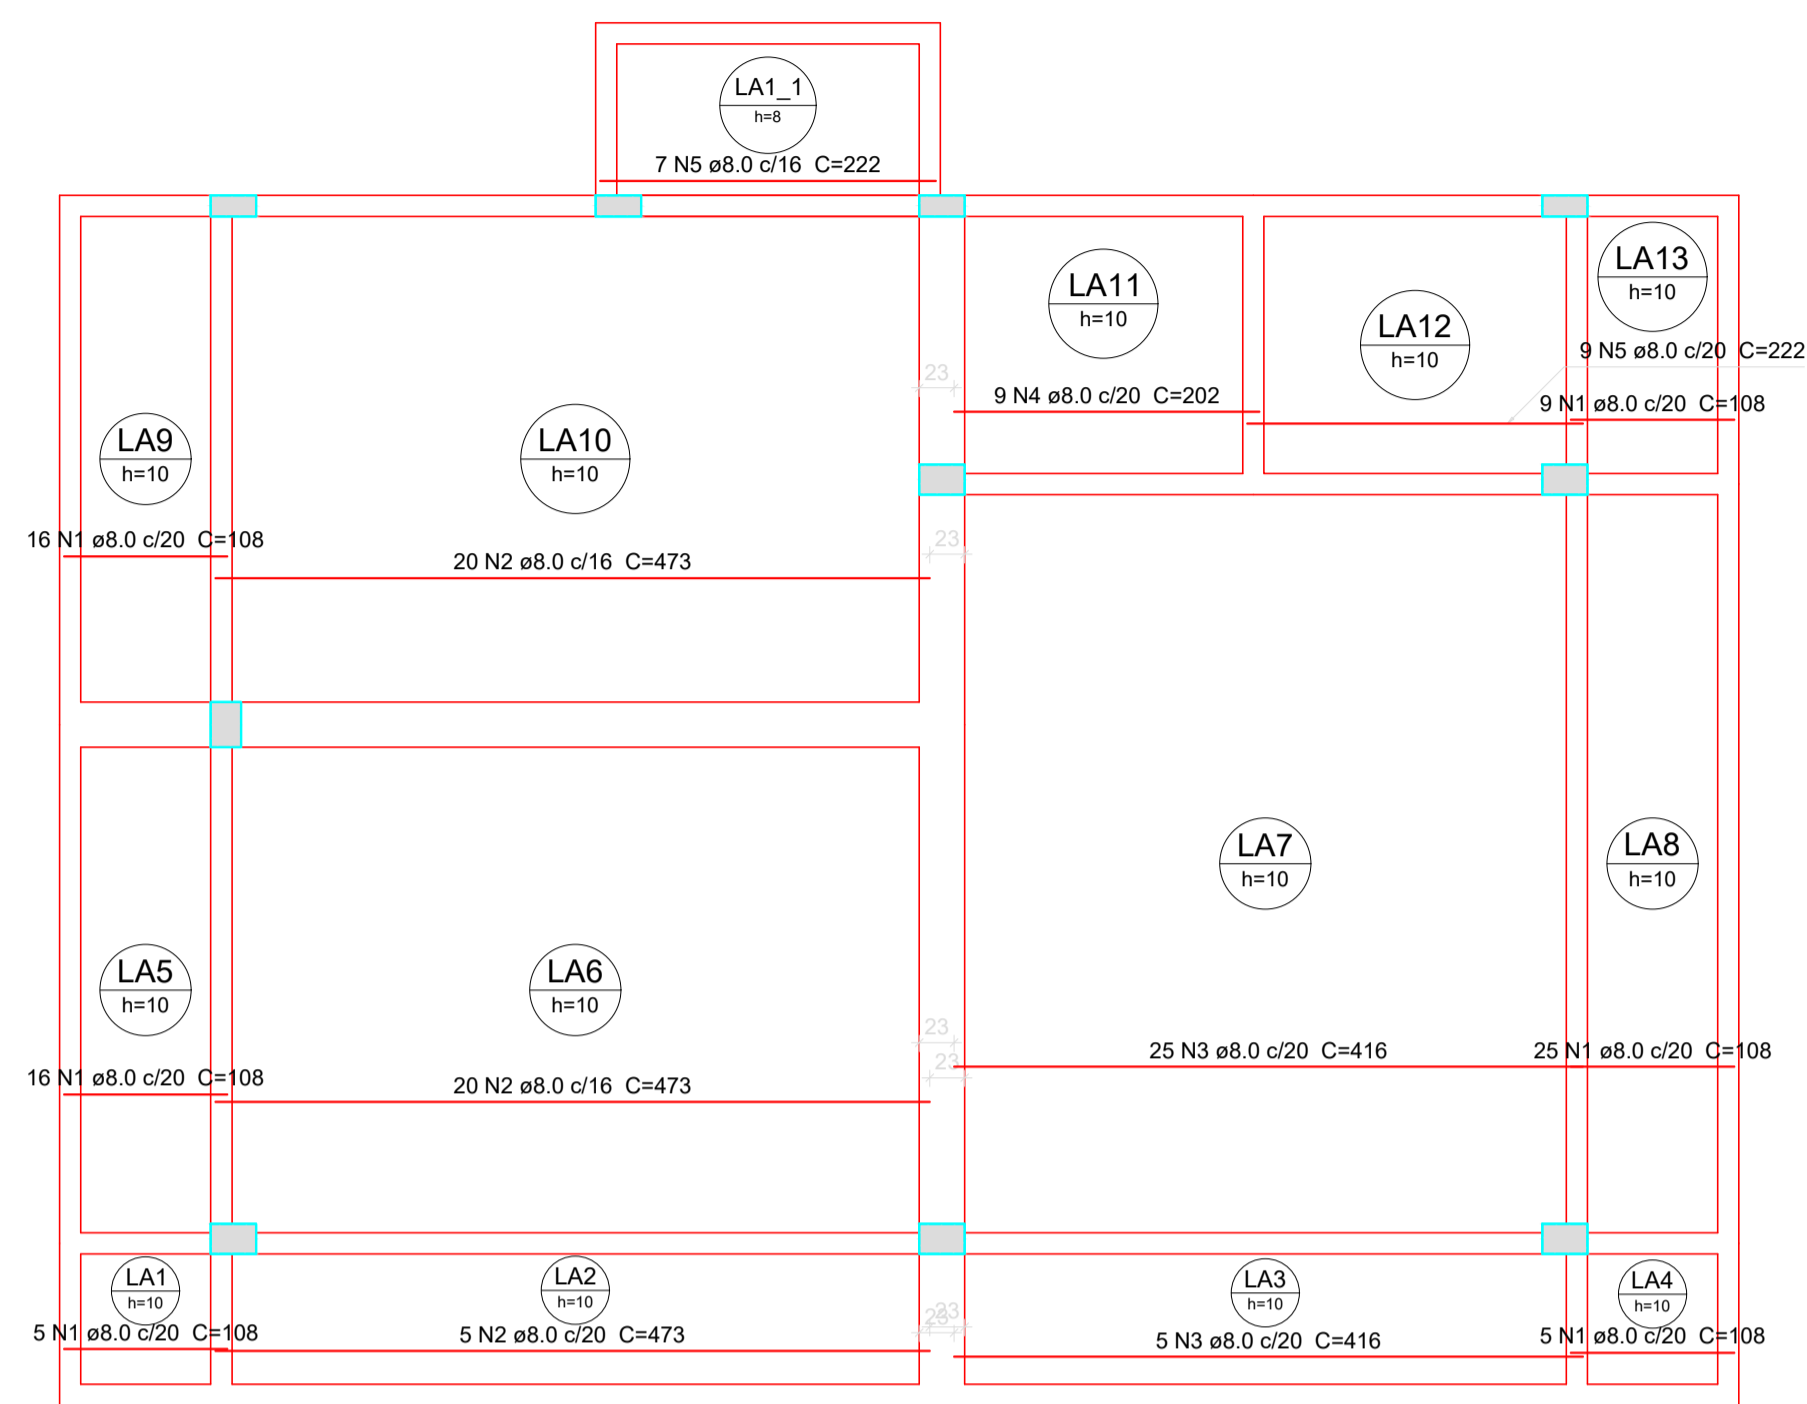 LA1_1
h=8
7 N5 ø8.0 c/16  C=222
LA13
h=10
LA11
h=10
LA12
h=10
9 N5 ø8.0 c/20  C=222
23
9 N4 ø8.0 c/20  C=202
9 N1 ø8.0 c/20  C=108
LA9
h=10
LA10
h=10
16 N1 ø8.0 c/20  C=108
20 N2 ø8.0 c/16  C=473
23
LA7
h=10
LA8
h=10
LA5
h=10
LA6
h=10
23
23
25 N3 ø8.0 c/20  C=416
25 N1 ø8.0 c/20  C=108
16 N1 ø8.0 c/20  C=108
20 N2 ø8.0 c/16  C=473
LA1
h=10
LA2
h=10
LA3
h=10
LA4
h=10
23
23
5 N1 ø8.0 c/20  C=108
5 N2 ø8.0 c/20  C=473
5 N3 ø8.0 c/20  C=416
5 N1 ø8.0 c/20  C=108